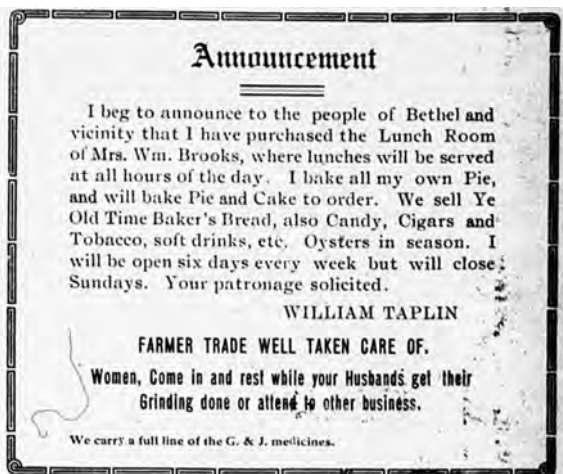 Announcement
I beg to announce to the people of Bethel and
vicinity that I have purchased the Lunch Room
of Mrs. Wm. Brooks, where lunches will be served
at all hours of the day. I bake all my own Pie,
and will bake Pie and Cake to order. We sell Ye
Old Time Baker's Bread, also Candy, Cigars and
Tobacco, soft drinks, etc. Oysters in season. I
will be open six days every week but will close
Sundays. Your patronage solicited.
WILLIAM TAPLIN
FARMER TRADE WELL TAKEN CARE OF.
Women, Come in and rest while your Husbands get their
Grinding done or attend to other business.
We carry a full line of the G. & J. medicines.